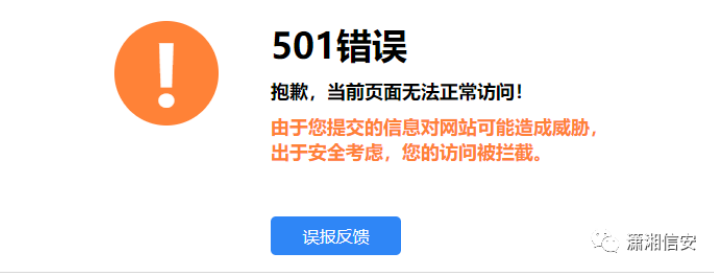 501错误
抱歉，当前页面无法正常访问！
由于您提交的信息对网站可能造成威胁，
出于安全考虑，您的访问被拦截。
误报反馈
潇湘信安